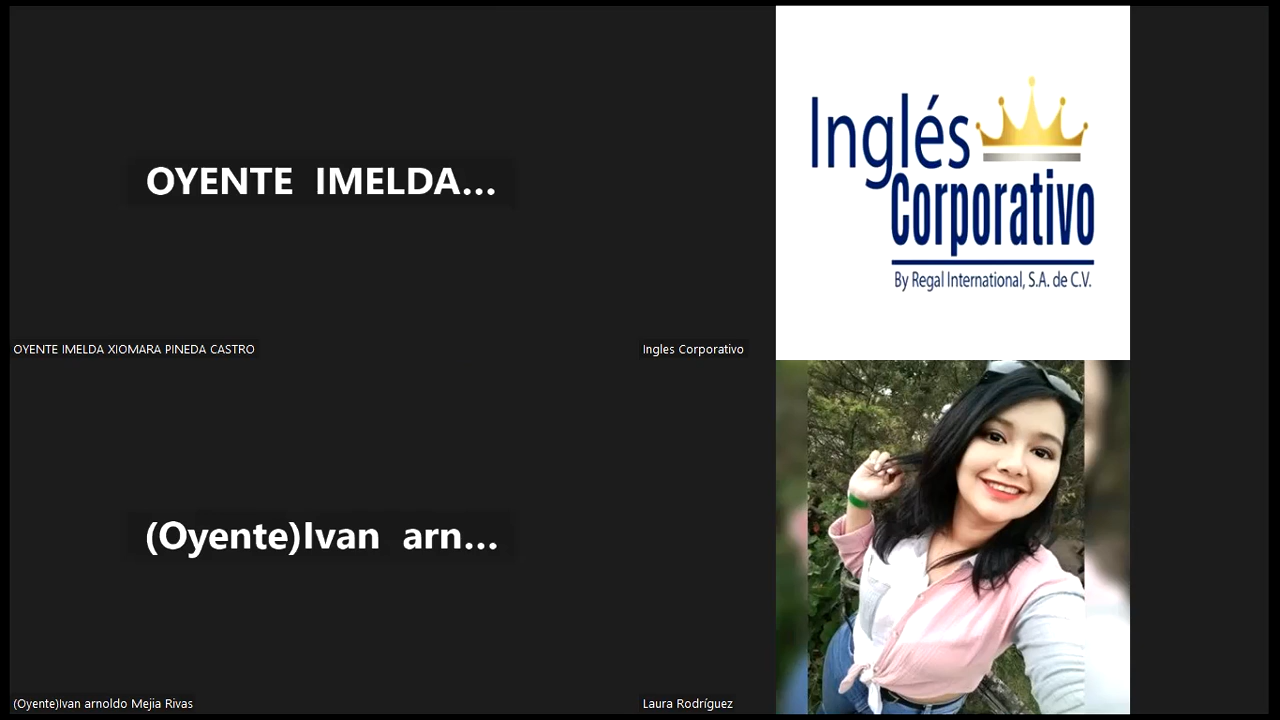 OYENTE IMELDA...
OYENTE IMELDA XIOMARA PINEDA CASTRO
Inglés
Corporativo
By Regal International, S.A. de C.V.
Ingles Corporativo
(Oyente)Ivan arn...
(Oyente)Ivan arnoldo Mejia Rivas
Laura Rodríguez